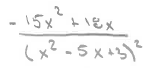 -15x² + 18x
(x² - 5x + 3)²